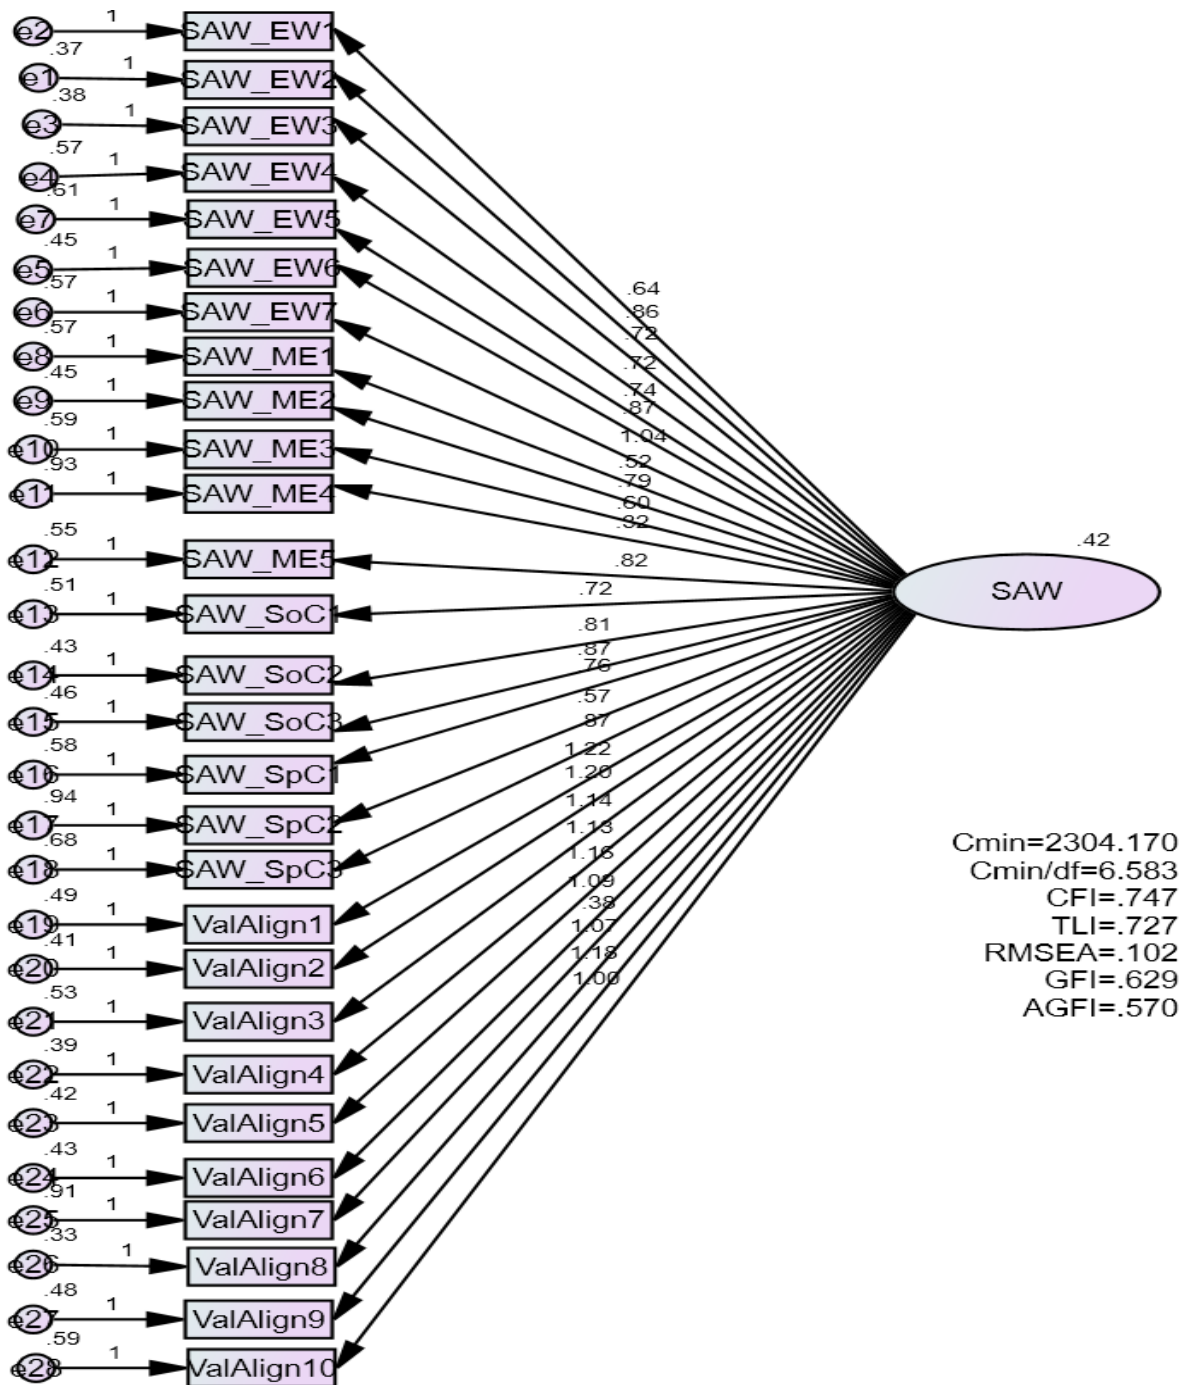 e2 1 SAW_EW1
.37
e1 1 SAW_EW2
.38
e3 1 SAW_EW3
.57
e4 1 SAW_EW4
.61
e7 1 SAW_EW5
.45
e5 1 SAW_EW6
.57
e6 1 SAW_EW7
.57
e8 1 SAW_ME1
.45
e9 1 SAW_ME2
.59
e10 1 SAW_ME3
.93
e11 1 SAW_ME4
.55
e12 1 SAW_ME5
.51
e13 1 SAW_SoC1
.43
e14 1 SAW_SoC2
.46
e15 1 SAW_SoC3
.58
e16 1 SAW_SpC1
.94
e17 1 SAW_SpC2
.68
e18 1 SAW_SpC3
.49
e19 1 ValAlign1
.41
e20 1 ValAlign2
.53
e21 1 ValAlign3
.39
e22 1 ValAlign4
.42
e23 1 ValAlign5
.43
e24 1 ValAlign6
.91
e25 1 ValAlign7
.33
e26 1 ValAlign8
.48
e27 1 ValAlign9
.59
e28 1 ValAlign10
.64
.86
.72
.72
.74
.87
1.04
.52
.79
.60
.82
.72
.81
.87
.76
.57
.87
1.22
1.20
1.14
1.13
1.16
1.09
.38
1.07
1.18
1.00
.42
SAW
Cmin=2304.170
Cmin/df=6.583
CFI=.747
TLI=.727
RMSEA=.102
GFI=.629
AGFI=.570